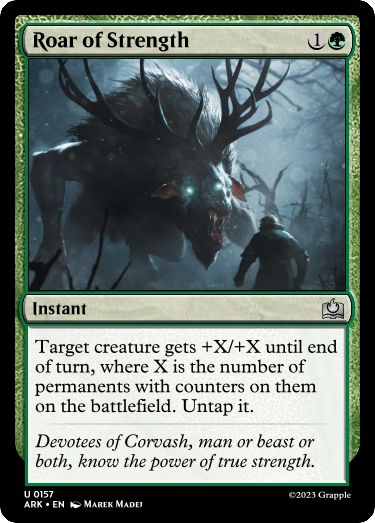 Roar of Strength 1
Instant
Target creature gets +X/+X until end
of turn, where X is the number of
permanents with counters on them
on the battlefield. Untap it.
Devotees of Corvash, man or beast or
both, know the power of true strength.
U 0157
ARK • EN Marek Madej
©2023 Grapple